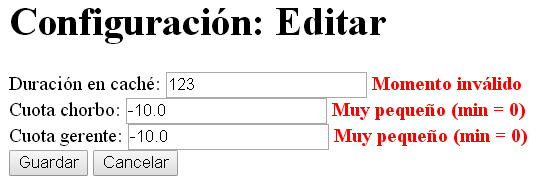 Configuración: Editar
Duración en caché: 123 Momento inválido
Cuota chorbo: -10.0 Muy pequeño (min = 0)
Cuota gerente: -10.0 Muy pequeño (min = 0)
Guardar Cancelar